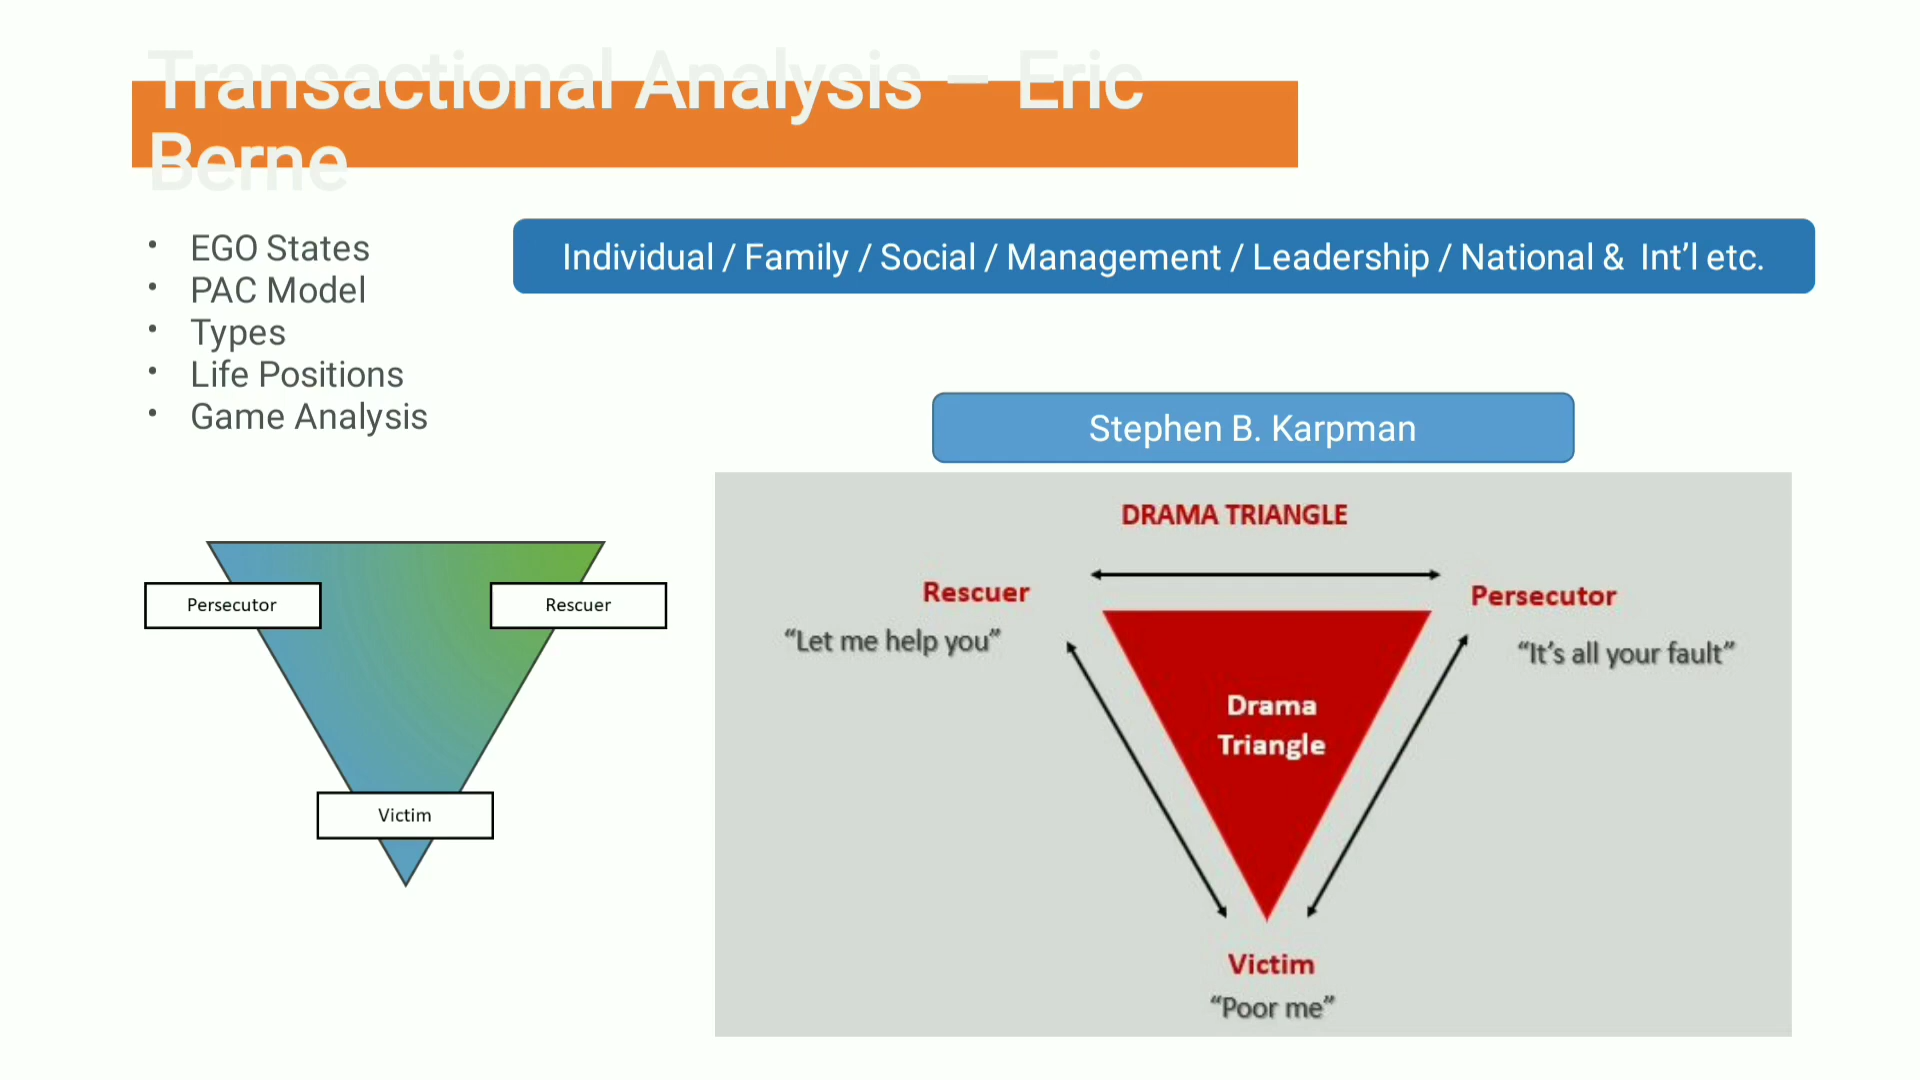 Transactional Analysis – Eric
Berne
• EGO States
• PAC Model
• Types
• Life Positions
• Game Analysis
Individual / Family / Social / Management / Leadership / National &  Int’l etc.
Stephen B. Karpman
Persecutor
Rescuer
Victim
DRAMA TRIANGLE
Rescuer
“Let me help you”
Persecutor
“It’s all your fault”
Drama
Triangle
Victim
“Poor me”